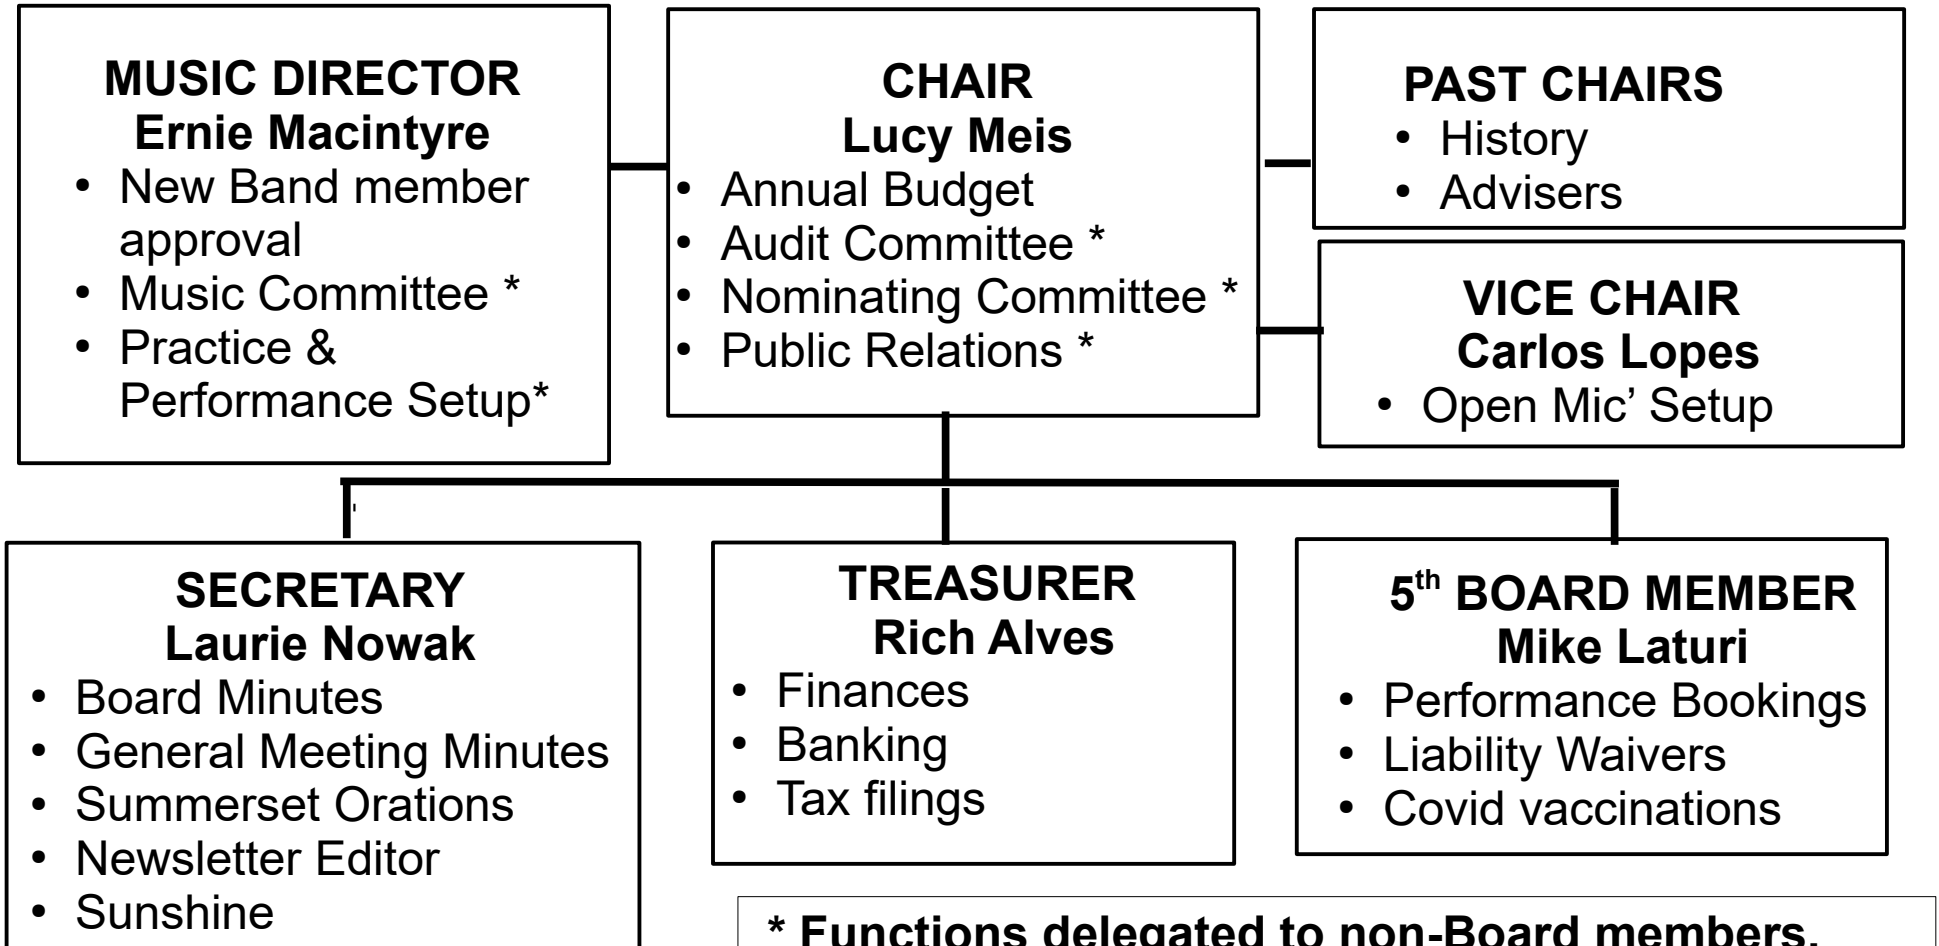 MUSIC DIRECTOR
Ernie Macintyre
• New Band member
approval
• Music Committee *
• Practice &
Performance Setup*
CHAIR
Lucy Meis
• Annual Budget
• Audit Committee *
• Nominating Committee *
• Public Relations *
PAST CHAIRS
• History
• Advisers
VICE CHAIR
Carlos Lopes
• Open Mic’ Setup
SECRETARY
Laurie Nowak
• Board Minutes
• General Meeting Minutes
• Summerset Orations
• Newsletter Editor
• Sunshine
TREASURER
Rich Alves
• Finances
• Banking
• Tax filings
5th BOARD MEMBER
Mike Laturi
• Performance Bookings
• Liability Waivers
• Covid vaccinations
* Functions delegated to non-Board members.